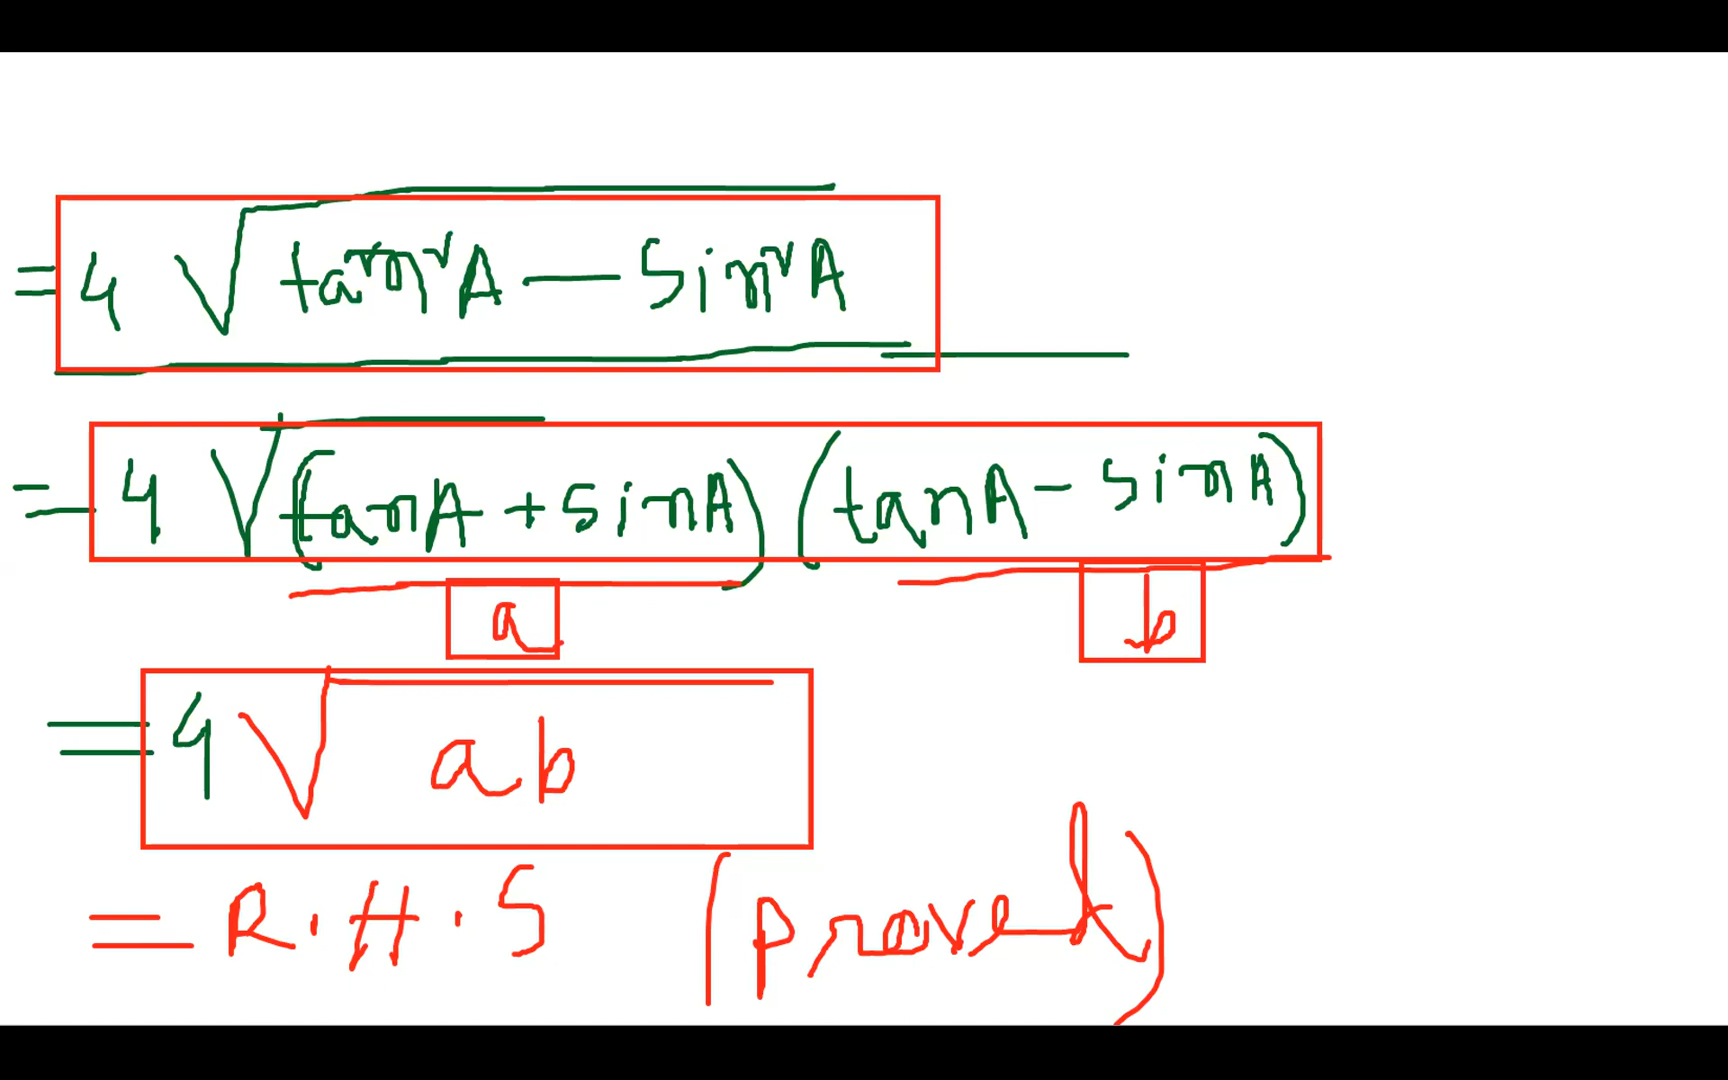 = 4 √ tan²A — sin²A
= 4 √ (tanA + sinA) (tanA - sinA)
a b
= 4 √ ab
= R.H.S (proved)